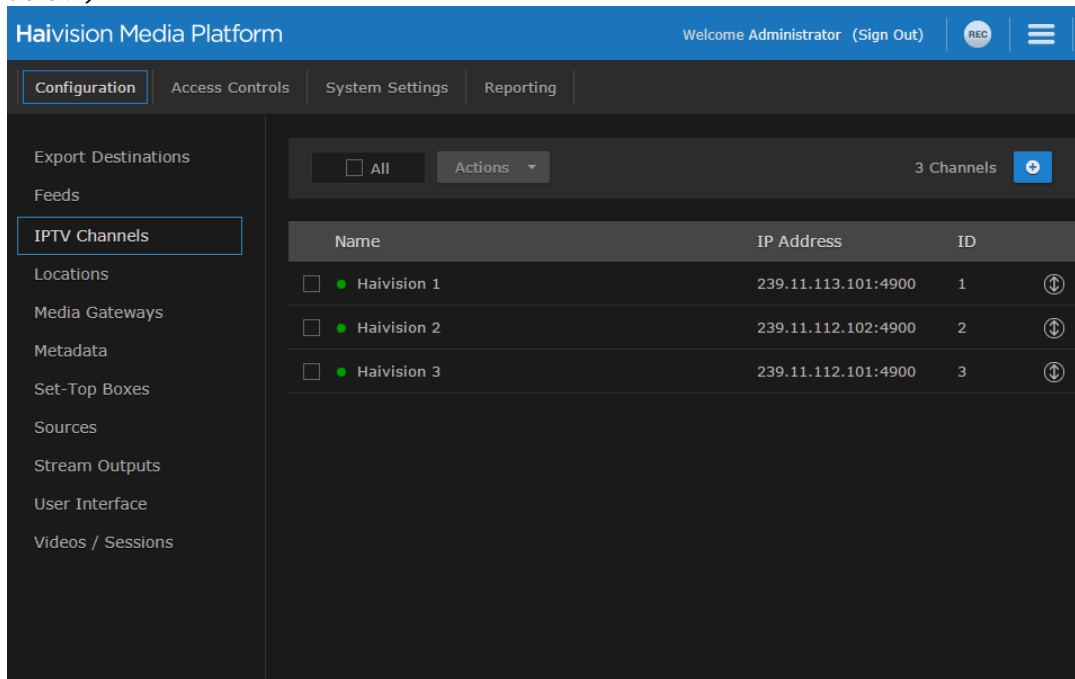 Haivision Media Platform Welcome Administrator (Sign Out) REC
Configuration Access Controls System Settings Reporting
Export Destinations
Feeds
IPTV Channels
Locations
Media Gateways
Metadata
Set-Top Boxes
Sources
Stream Outputs
User Interface
Videos / Sessions
All Actions 3 Channels
Name IP Address ID
Haivision 1 239.11.113.101:4900 1
Haivision 2 239.11.112.102:4900 2
Haivision 3 239.11.112.101:4900 3